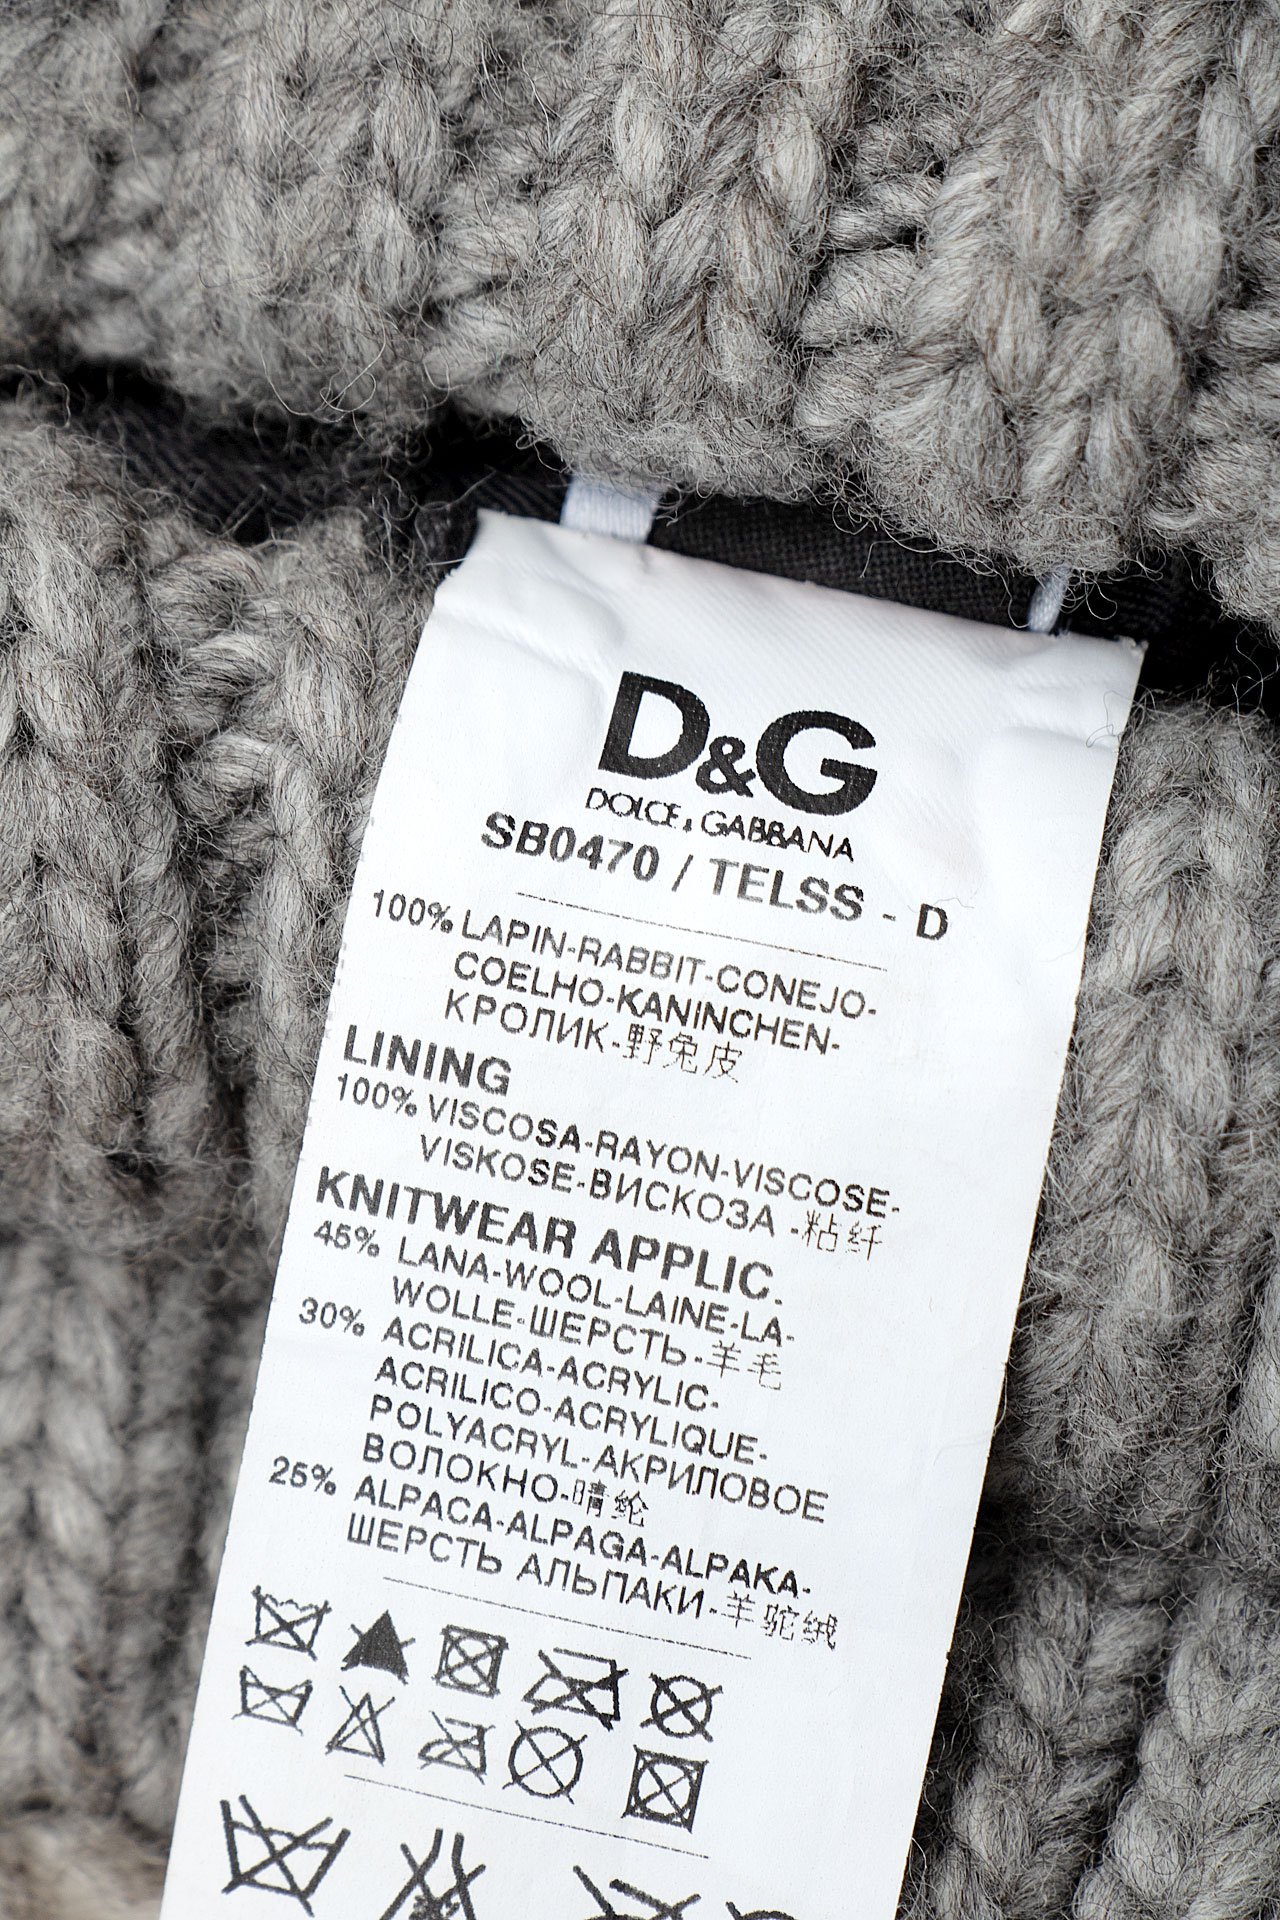 D&G
DOLCE & GABBANA
SB0470 / TELSS - D
100% LAPIN-RABBIT-CONEJO-
COELHO-KANINCHEN-
КРОЛИК-野兔皮
LINING
100% VISCOSA-RAYON-VISCOSE-
VISKOSE-ВИСКОЗА -粘纤
KNITWEAR APPLIC.
45% LANA-WOOL-LAINE-LA-
WOLLE-ШЕРСТЬ-羊毛
30% ACRILICA-ACRYLIC-
ACRILICO-ACRYLIQUE-
POLYACRYL-АКРИЛОВОЕ
ВОЛОКНО-晴纶
25% ALPACA-ALPAGA-ALPAKA-
ШЕРСТЬ АЛЬПАКИ-羊驼绒